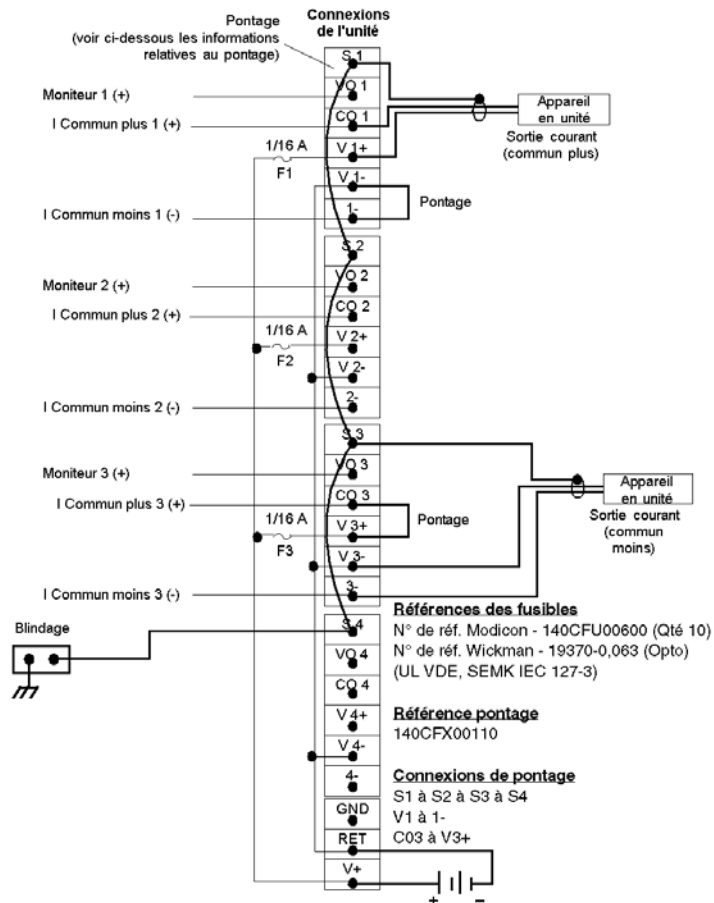 Pontage
(voir ci-dessous les informations
relatives au pontage)
Connexions
de l'unité
S 1
VO 1
CO 1
V 1+
V 1-
1-
Moniteur 1 (+)
I Commun plus 1 (+)
1/16 A
F1
I Commun moins 1 (-)
Pontage
Appareil
en unité
Sortie courant
(commun plus)
S 2
VO 2
CO 2
V 2+
V 2-
2-
Moniteur 2 (+)
I Commun plus 2 (+)
1/16 A
F2
I Commun moins 2 (-)
S 3
VO 3
CO 3
V 3+
V 3-
3-
Moniteur 3 (+)
I Commun plus 3 (+)
1/16 A
F3
I Commun moins 3 (-)
Pontage
Appareil
en unité
Sortie courant
(commun
moins)
Blindage
S 4
VO 4
CO 4
V 4+
V 4-
4-
GND
RET
V+
Références des fusibles
N° de réf. Modicon - 140CFU00600 (Qté 10)
N° de réf. Wickman - 19370-0,063 (Opto)
(UL VDE, SEMK IEC 127-3)
Référence pontage
140CFX00110
Connexions de pontage
S1 à S2 à S3 à S4
V1 à 1-
C03 à V3+
+ -